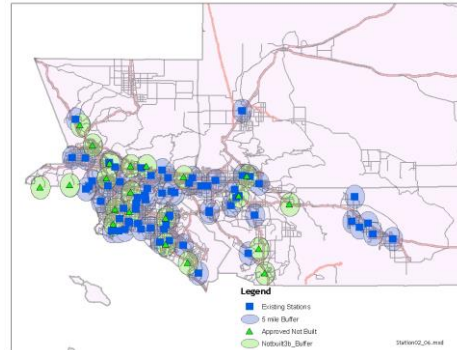 Legend
Existing Stations
5 mile Buffer
Approved Not Built
Notbuilt3b_Buffer
Station02_06.mxd